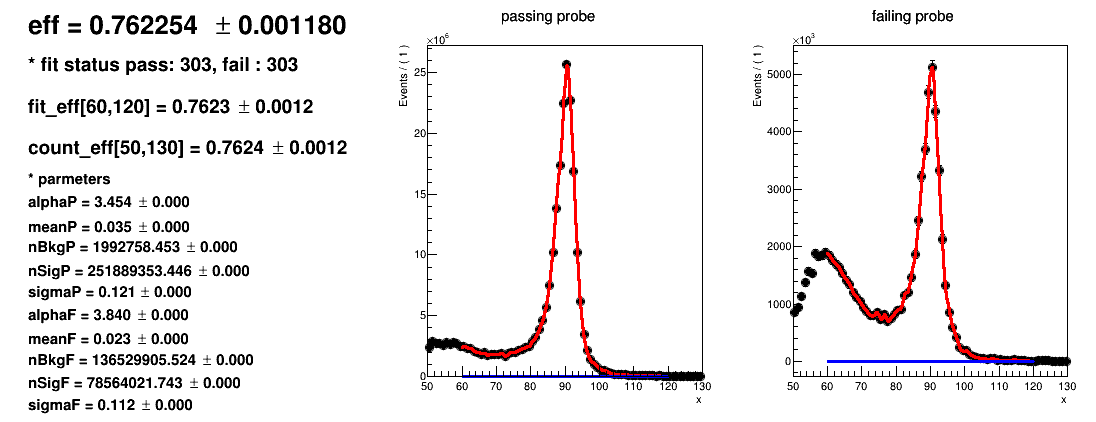 eff = 0.762254 ± 0.001180
* fit status pass: 303, fail : 303
fit_eff[60,120] = 0.7623 ± 0.0012
count_eff[50,130] = 0.7624 ± 0.0012
* parmeters
alphaP = 3.454 ± 0.000
meanP = 0.035 ± 0.000
nBkgP = 1992758.453 ± 0.000
nSigP = 251889353.446 ± 0.000
sigmaP = 0.121 ± 0.000
alphaF = 3.840 ± 0.000
meanF = 0.023 ± 0.000
nBkgF = 136529905.524 ± 0.000
nSigF = 78564021.743 ± 0.000
sigmaF = 0.112 ± 0.000
passing probe
×10⁶
Events / ( 1 )
25
20
15
10
5
0
50 60 70 80 90 100 110 120 130
x
failing probe
×10³
Events / ( 1 )
5000
4000
3000
2000
1000
0
50 60 70 80 90 100 110 120 130
x